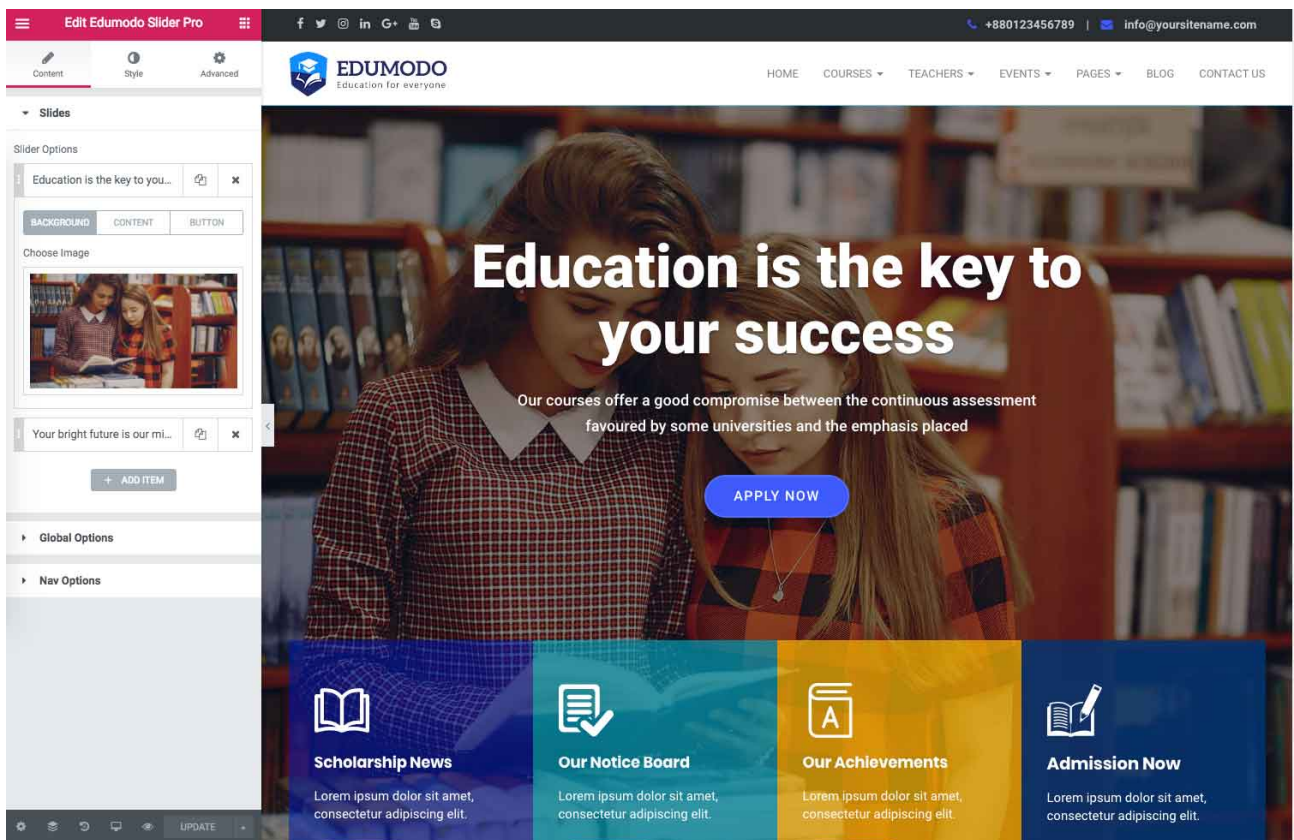 Edit Edumodo Slider Pro
Content
Style
Advanced
Slides
Slider Options
Education is the key to you...
BACKGROUND
CONTENT
BUTTON
Choose Image
Your bright future is our mi...
+ ADD ITEM
Global Options
Nav Options
UPDATE
+880123456789 | info@yoursitename.com
EDUMODO
Education for everyone
HOME COURSES TEACHERS EVENTS PAGES BLOG CONTACT US
Education is the key to
your success
Our courses offer a good compromise between the continuous assessment
favoured by some universities and the emphasis placed
APPLY NOW
Scholarship News
Lorem ipsum dolor sit amet,
consectetur adipiscing elit.
Our Notice Board
Lorem ipsum dolor sit amet,
consectetur adipiscing elit.
A
Our Achievements
Lorem ipsum dolor sit amet,
consectetur adipiscing elit.
Admission Now
Lorem ipsum dolor sit amet,
consectetur adipiscing elit.